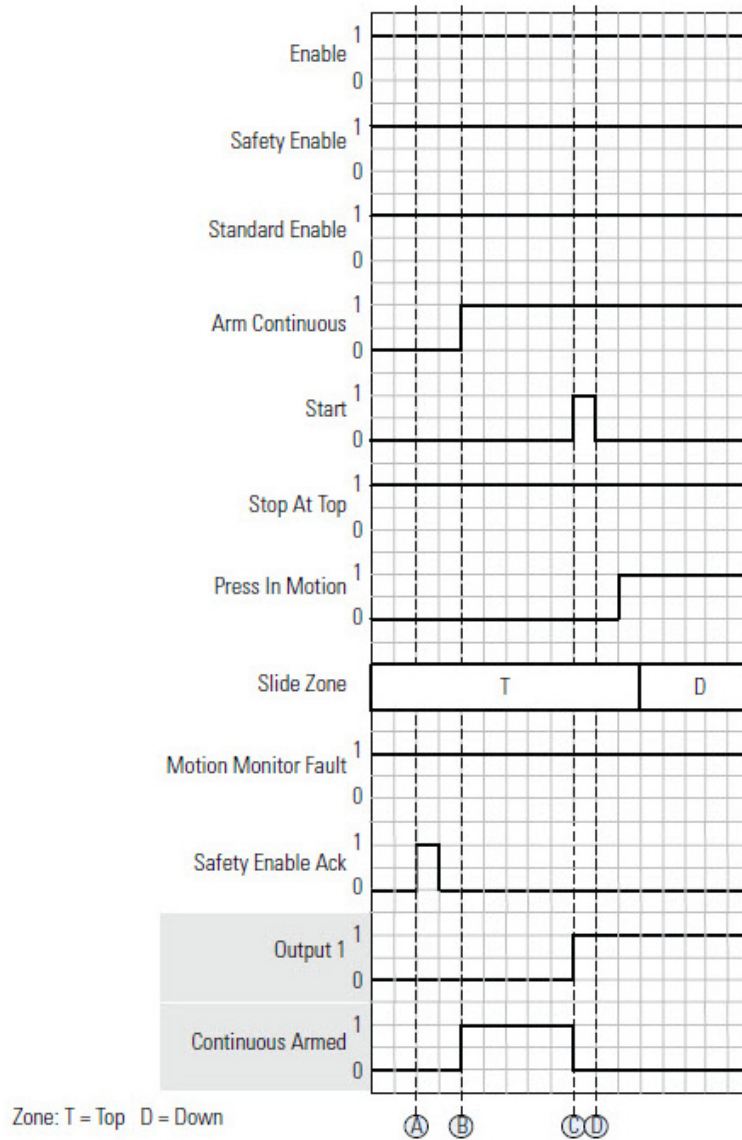 1
Enable
0
1
Safety Enable
0
1
Standard Enable
0
1
Arm Continuous
0
1
Start
0
1
Stop At Top
0
1
Press In Motion
0
Slide Zone T D
1
Motion Monitor Fault
0
1
Safety Enable Ack
0
1
Output 1
0
1
Continuous Armed
0
Zone: T = Top D = Down
A B C D